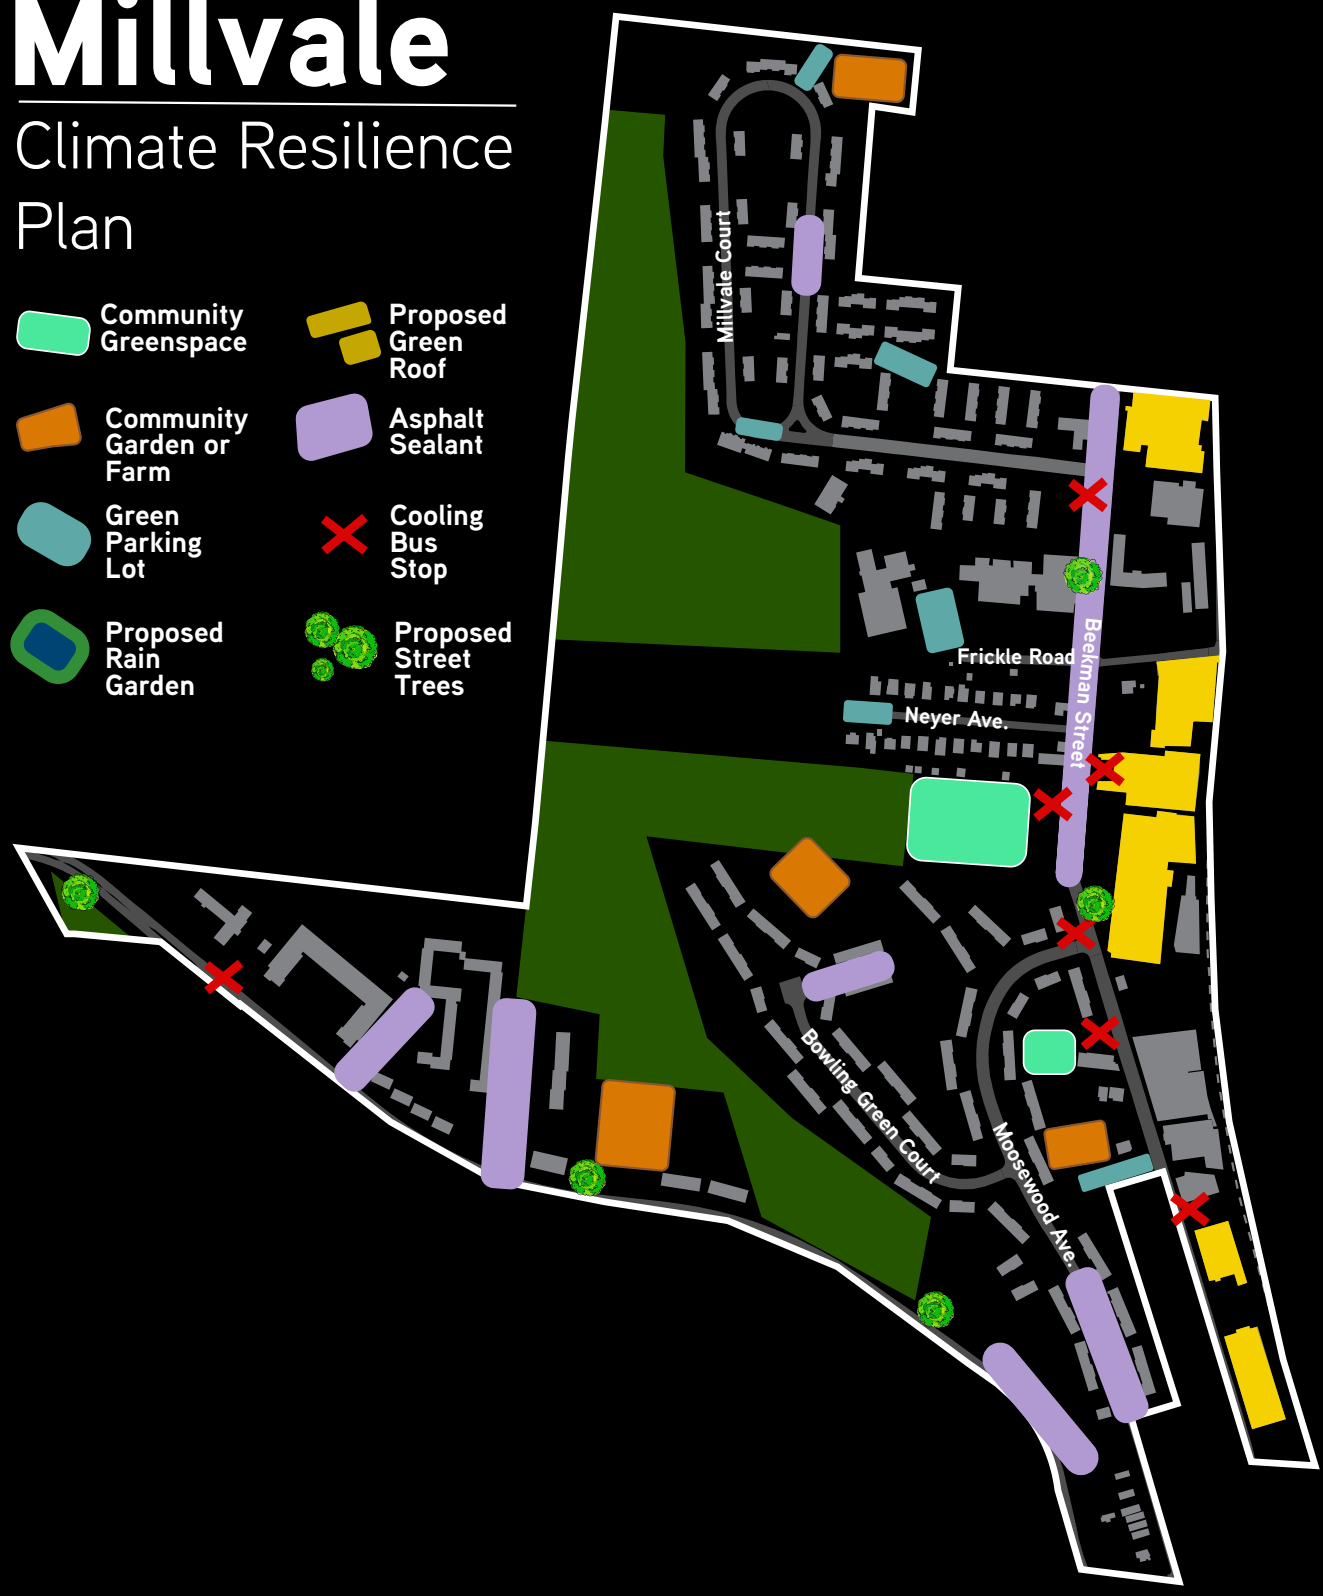 Millvale
Climate Resilience
Plan
Community
Greenspace
Proposed
Green
Roof
Community
Garden or
Farm
Asphalt
Sealant
Green
Parking
Lot
Cooling
Bus
Stop
Proposed
Rain
Garden
Proposed
Street
Trees
Millvale Court
Frickle Road
Beekman Street
Neyer Ave.
Bowling Green Court
Moosewood Ave.